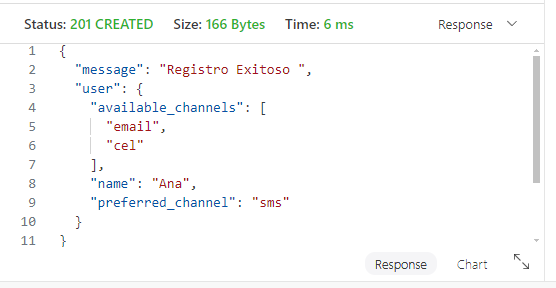 Status: 201 CREATED Size: 166 Bytes Time: 6 ms Response
1 {
2 "message": "Registro Exitoso ",
3 "user": {
4 "available_channels": [
5 "email",
6 "cel"
7 ],
8 "name": "Ana",
9 "preferred_channel": "sms"
10 }
11 }
Response Chart